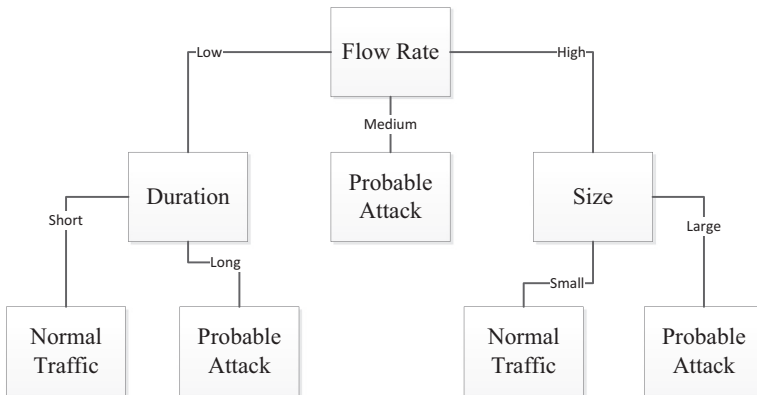 Flow Rate
Low
High
Medium
Duration
Probable
Attack
Size
Short
Large
Long
Small
Normal
Traffic
Probable
Attack
Normal
Traffic
Probable
Attack